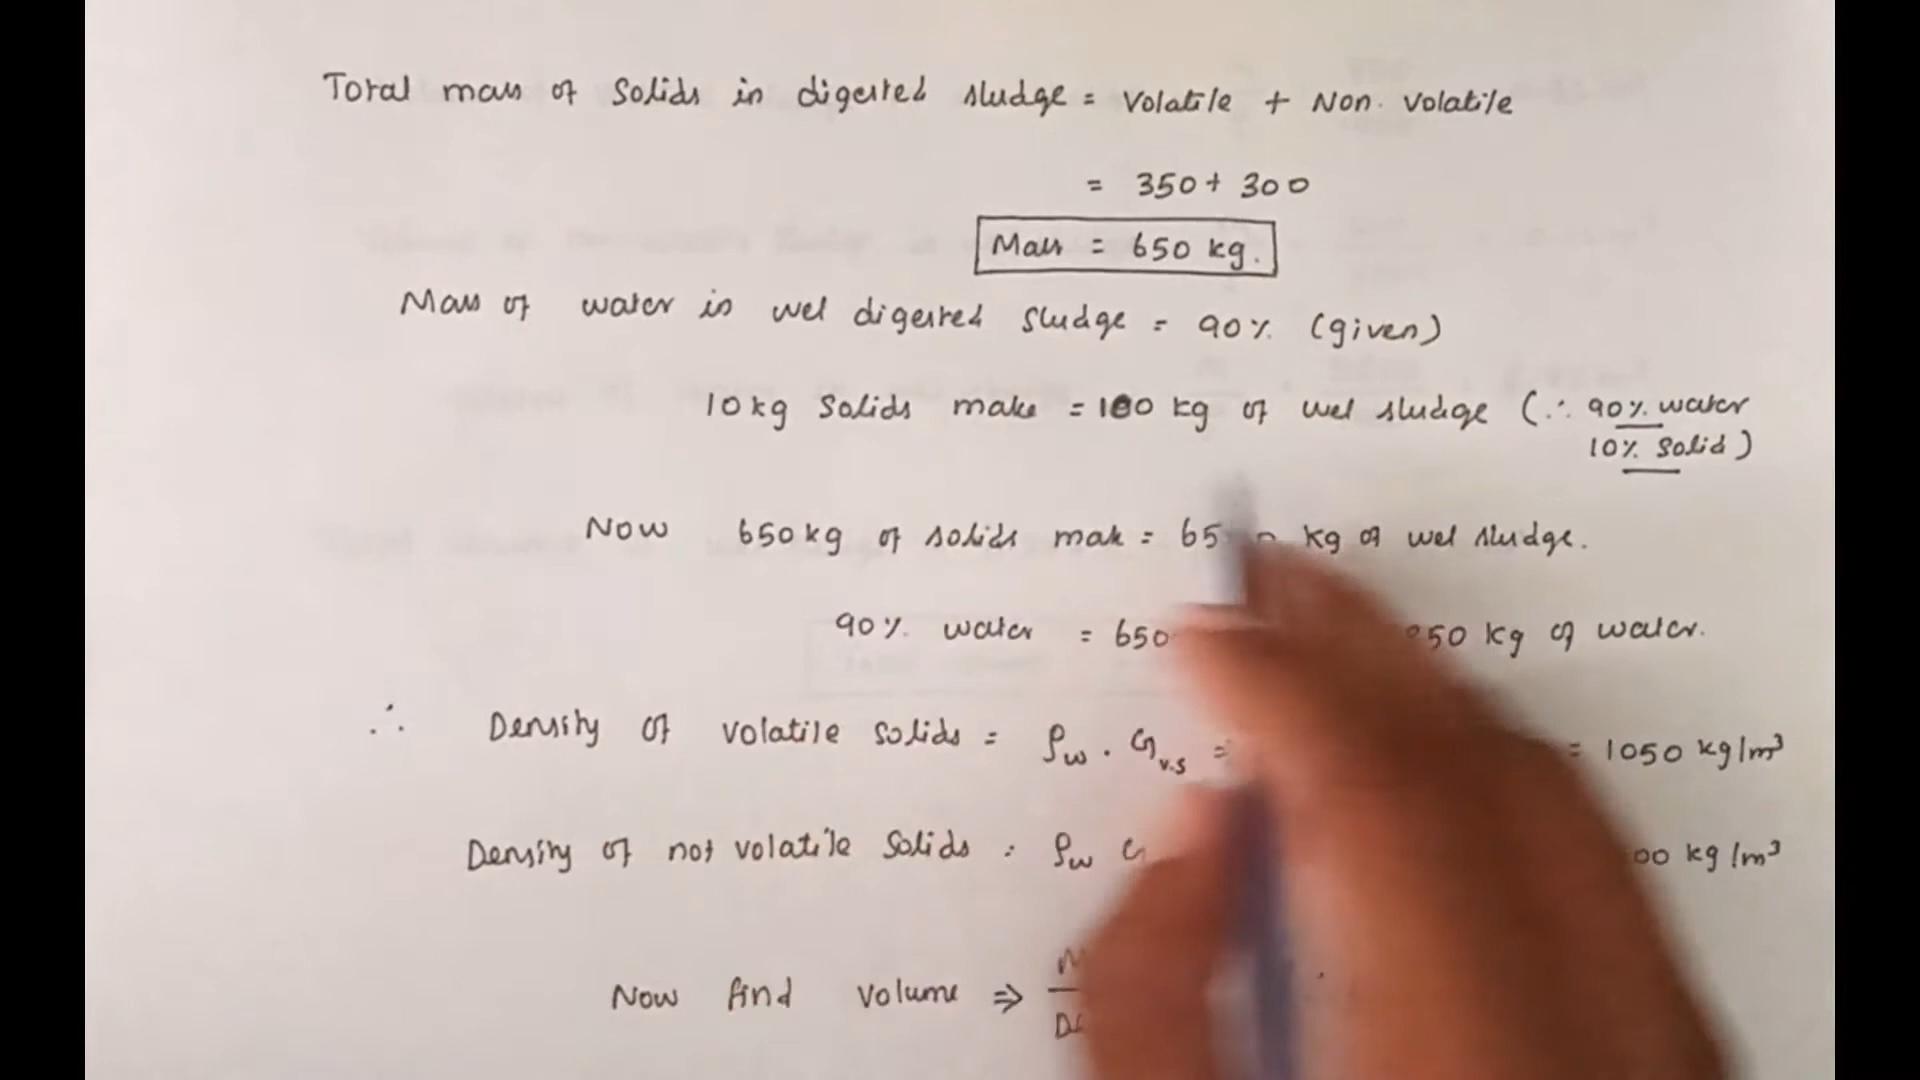 Total mass of Solids in digested sludge = Volatile + Non. Volatile
= 350 + 300
Mass = 650 kg.
Mass of water in wet digested sludge = 90% (given)
10 kg Solids make = 100 kg of wet sludge (∵ 90% water
10% Solid)
Now 650 kg of solids mak = 65 kg of wet sludge.
90% water = 650 50 kg of water.
∴ Density of volatile solids = ρw . Gv.s = = 1050 kg/m³
Density of not volatile Solids = ρw G 00 kg/m³
Now find volume ⇒